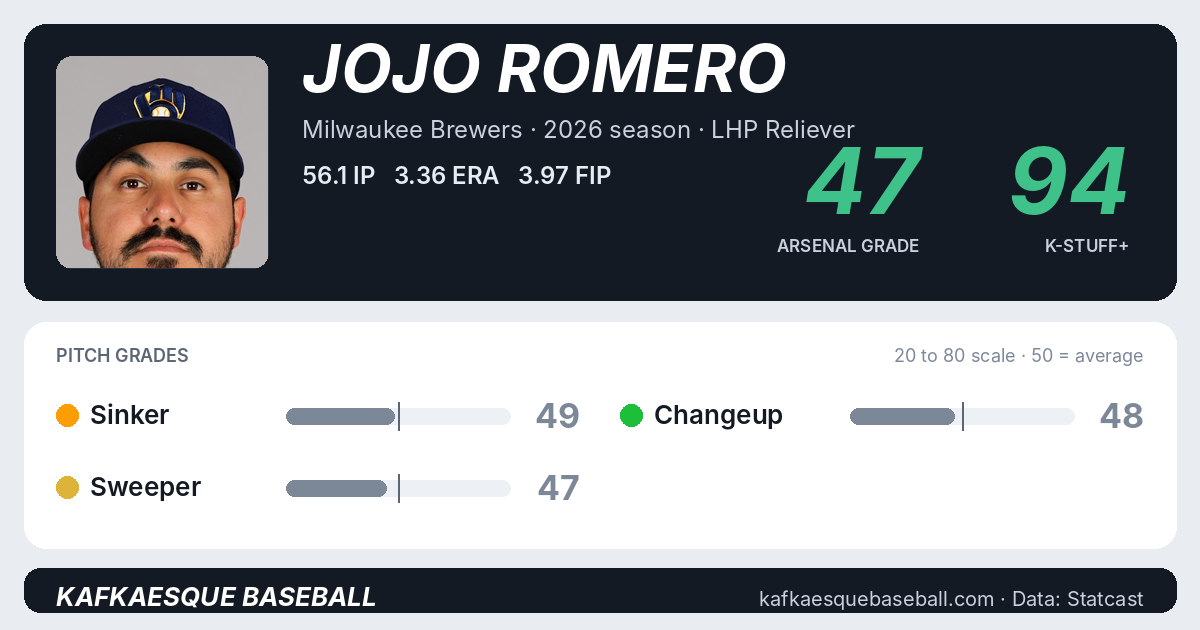 JOJO ROMERO
Milwaukee Brewers · 2026 season · LHP Reliever
56.1 IP 3.36 ERA 3.97 FIP
47 94
ARSENAL GRADE K-STUFF+
PITCH GRADES 20 to 80 scale · 50 = average
Sinker 49 Changeup 48
Sweeper 47
KAFKAESQUE BASEBALL kafkaesquebaseball.com · Data: Statcast